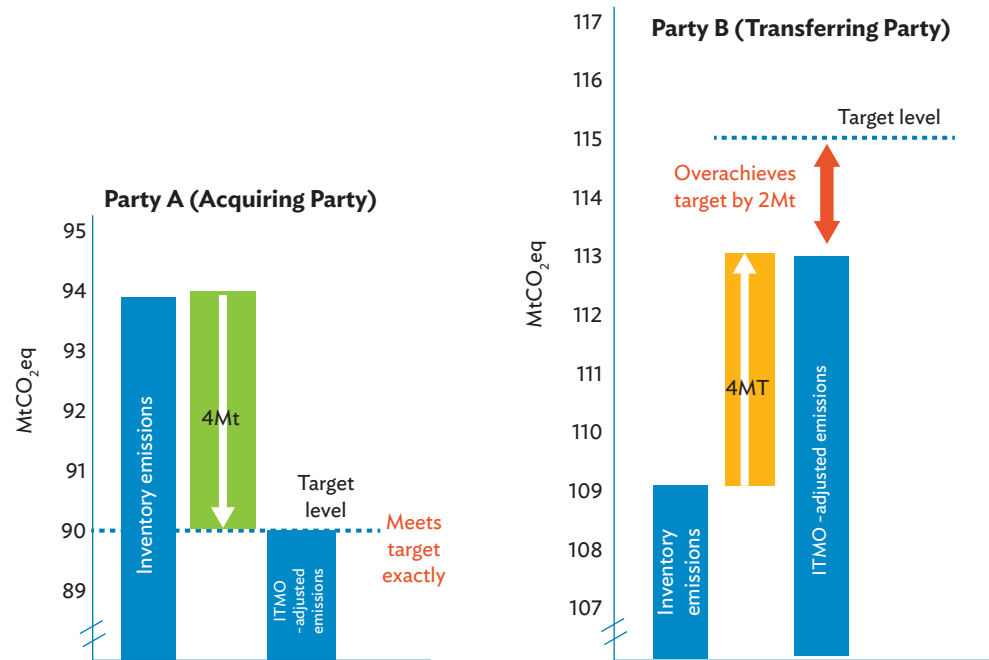 Party A (Acquiring Party)
MtCO2eq
95
94
93
92
91
90
89
Inventory emissions
4Mt
ITMO
-adjusted
emissions
Target
level
Meets
target
exactly
Party B (Transferring Party)
MtCO2eq
117
116
115
114
113
112
111
110
109
108
107
Target level
Overachieves
target by 2Mt
Inventory
emissions
4MT
ITMO -adjusted emissions